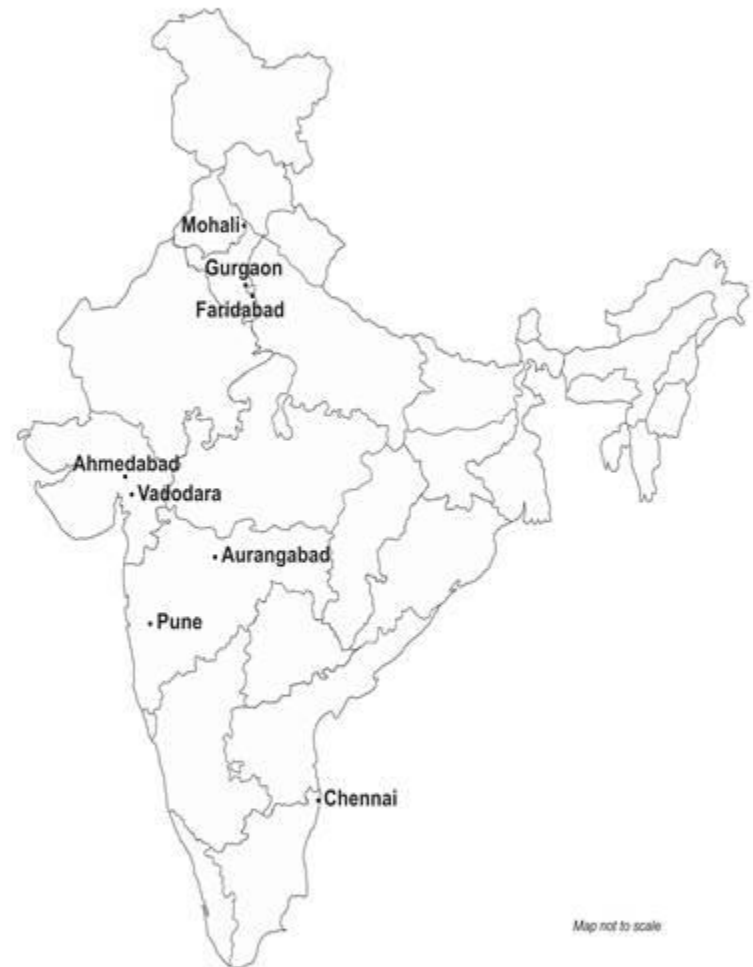 Mohali
Gurgaon
Faridabad
Ahmedabad
Vadodara
Aurangabad
Pune
Chennai
Map not to scale